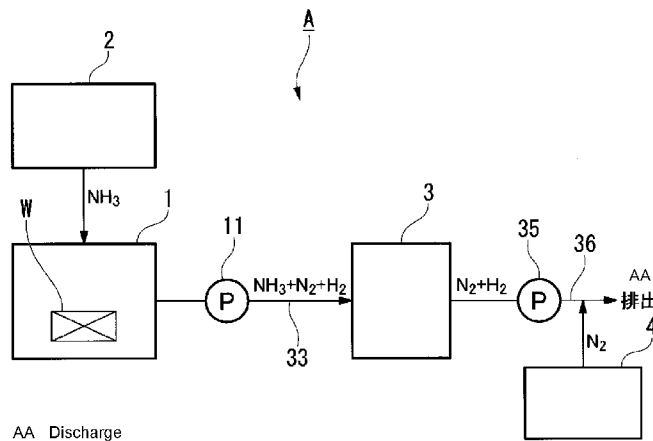 A
2
NH3
W
1
11
P
NH3+N2+H2
33
3
N2+H2
35
P
36
AA
排出
N2
4
AA Discharge